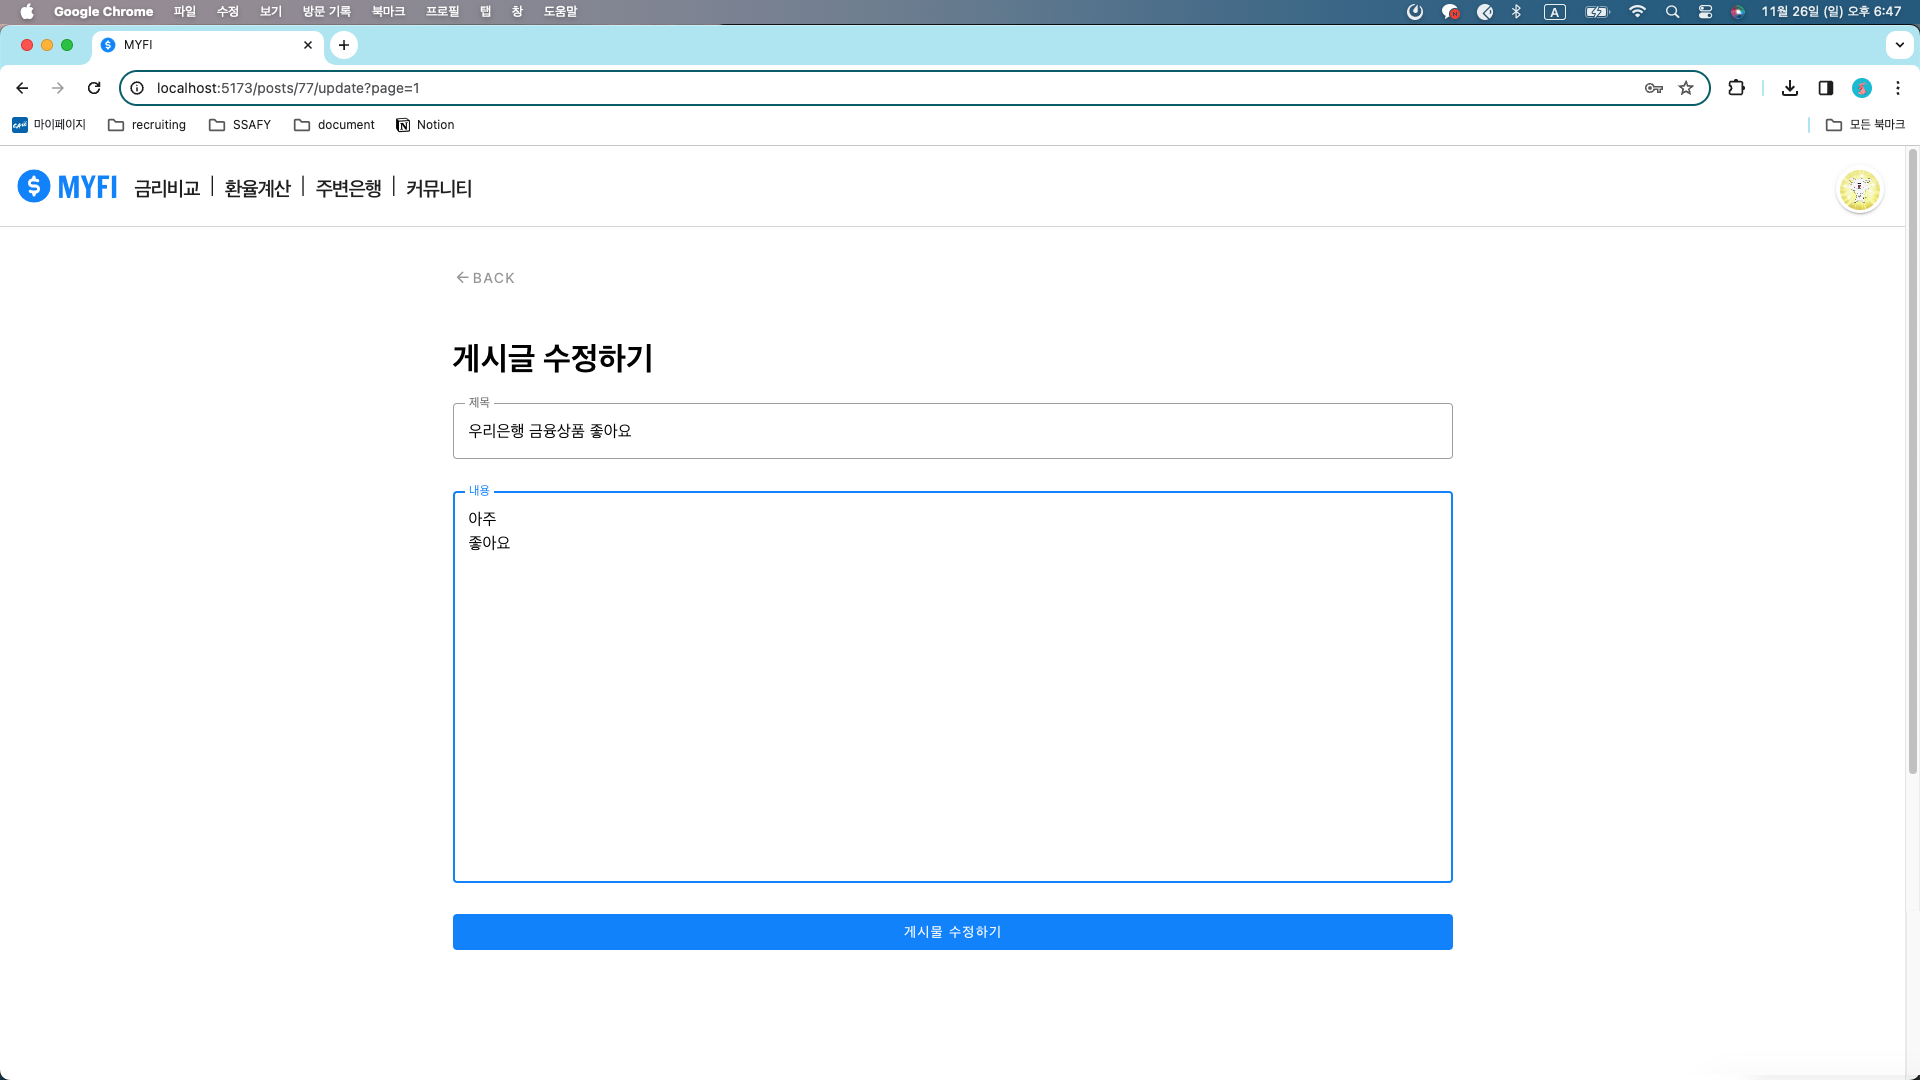 Google Chrome 파일 수정 보기 방문 기록 북마크 프로필 탭 창 도움말 A 11월 26일 (일) 오후 6:47
MYFI
localhost:5173/posts/77/update?page=1
마이페이지 recruiting SSAFY document Notion 모든 북마크
MYFI 금리비교 | 환율계산 | 주변은행 | 커뮤니티
BACK
게시글 수정하기
제목
우리은행 금융상품 좋아요
내용
아주
좋아요
게시물 수정하기